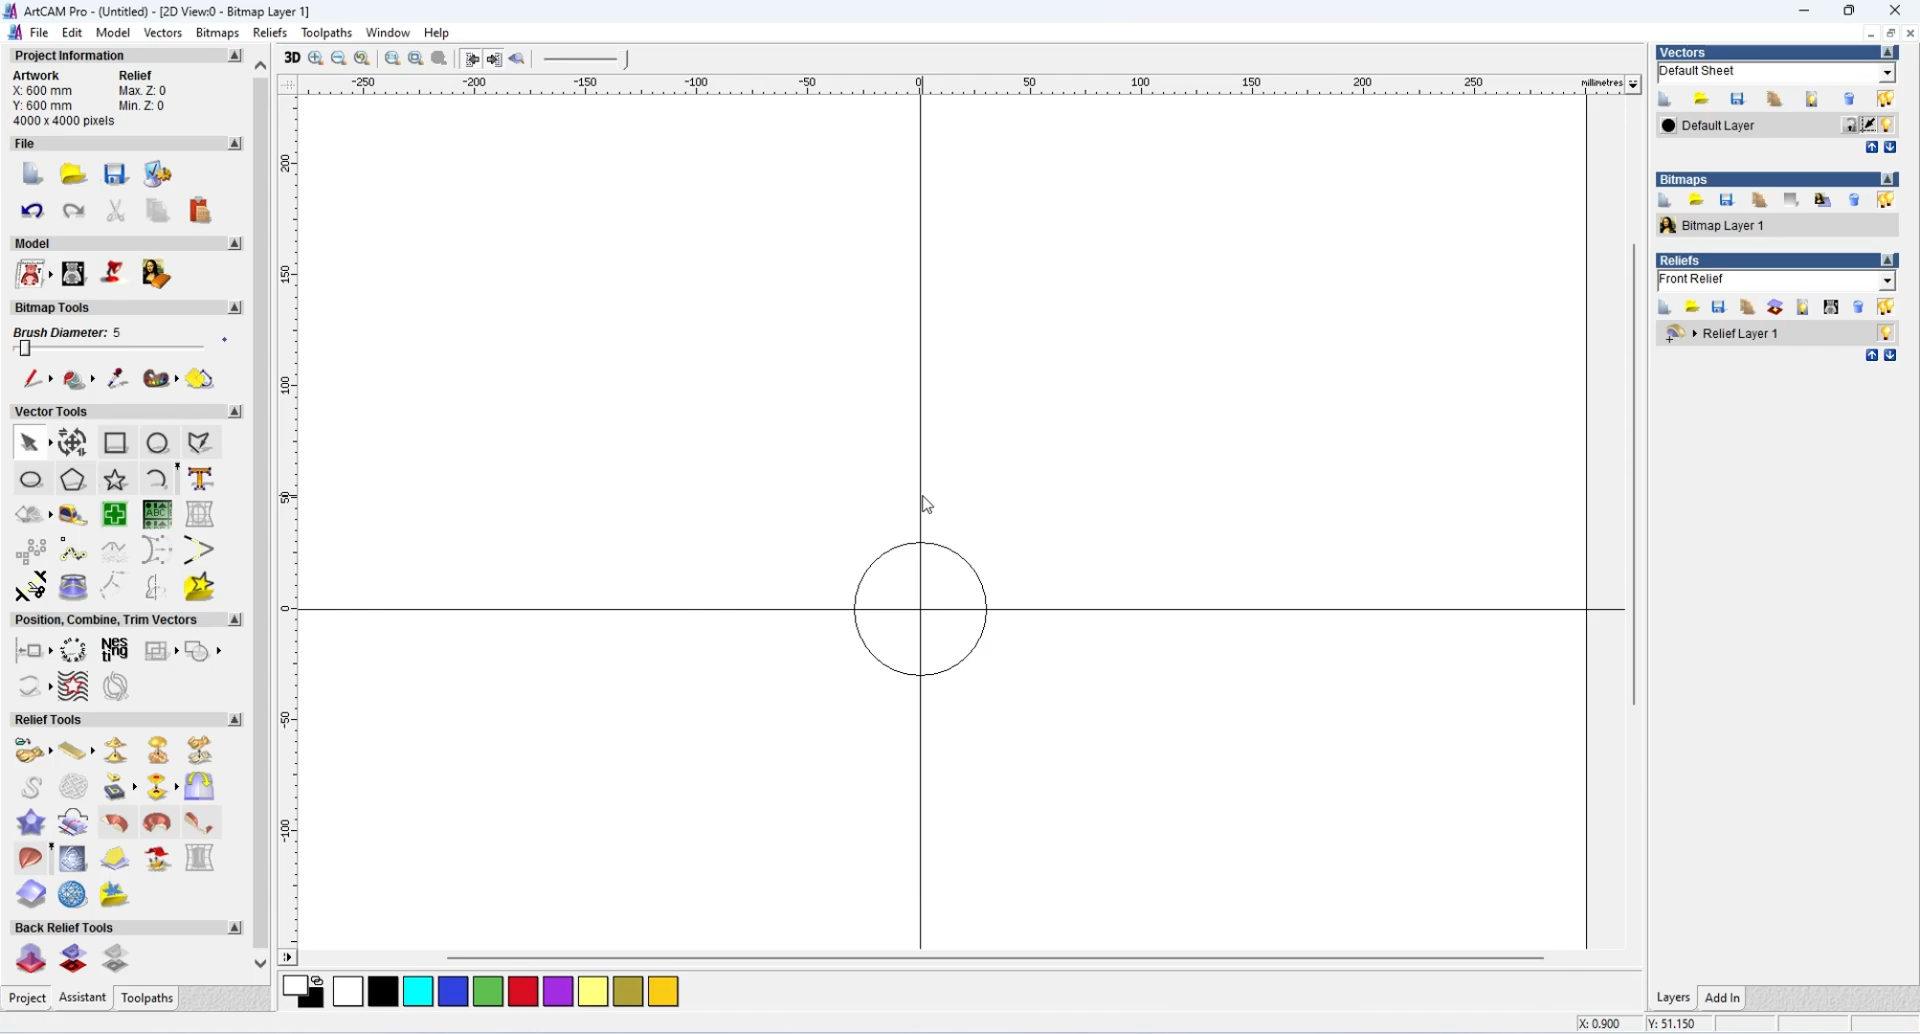 ArtCAM Pro - (Untitled) - [2D View:0 - Bitmap Layer 1]
File Edit Model Vectors Bitmaps Reliefs Toolpaths Window Help
Project Information
Artwork Relief
X: 600 mm Max. Z: 0
Y: 600 mm Min. Z: 0
4000 x 4000 pixels
File
Model
Bitmap Tools
Brush Diameter: 5
Vector Tools
ABC
Position, Combine, Trim Vectors
Nes
ting
Relief Tools
Back Relief Tools
Project Assistant Toolpaths
3D
-250 -200 -150 -100 -50 0 50 100 150 200 250 millimetres
200
150
100
50
0
-50
-100
Vectors
Default Sheet
Default Layer
Bitmaps
Bitmap Layer 1
Reliefs
Front Relief
Relief Layer 1
Layers Add In
X: 0.900 Y: 51.150